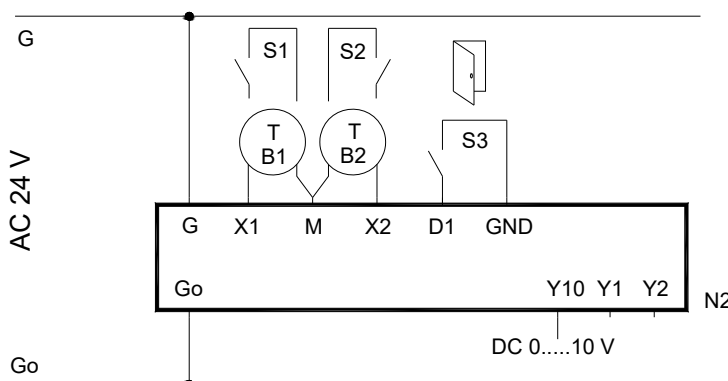 G
S1 S2
T T
B1 B2
S3
AC 24 V
G X1 M X2 D1 GND
Go Y10 Y1 Y2
N2
DC 0.....10 V
Go